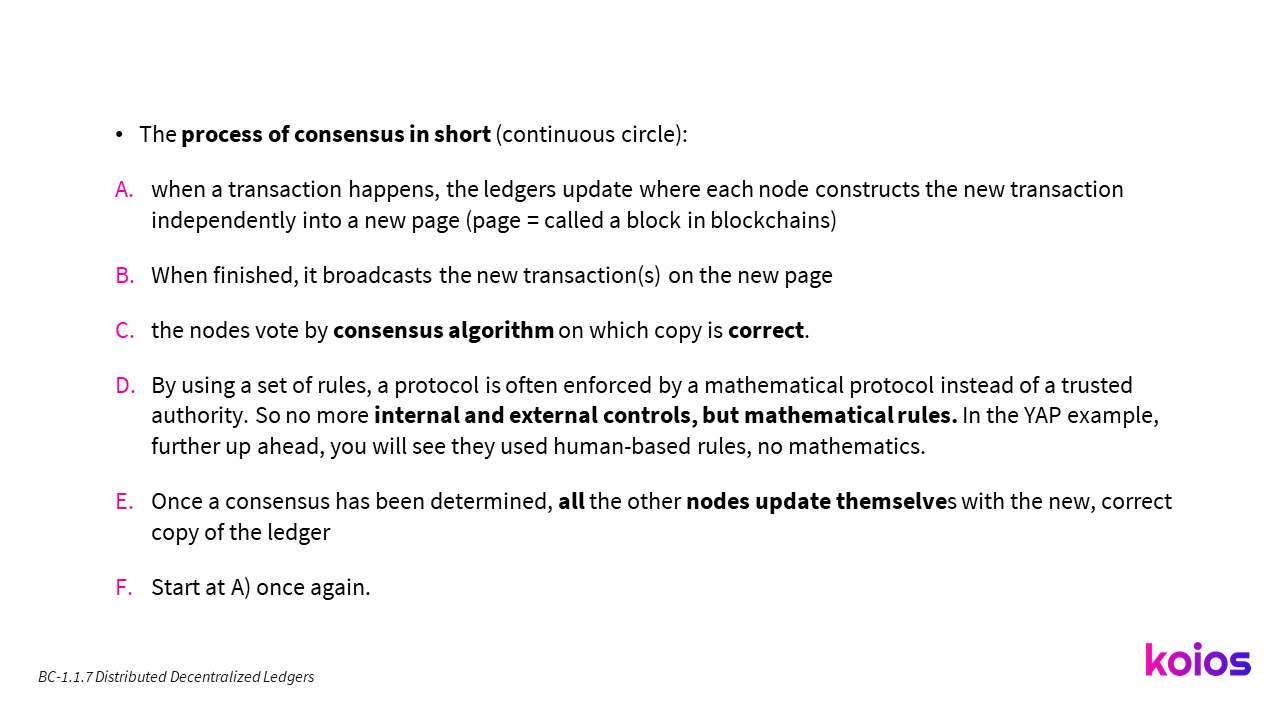 • The process of consensus in short (continuous circle):
A. when a transaction happens, the ledgers update where each node constructs the new transaction
independently into a new page (page = called a block in blockchains)
B. When finished, it broadcasts the new transaction(s) on the new page
C. the nodes vote by consensus algorithm on which copy is correct.
D. By using a set of rules, a protocol is often enforced by a mathematical protocol instead of a trusted
authority. So no more internal and external controls, but mathematical rules. In the YAP example,
further up ahead, you will see they used human-based rules, no mathematics.
E. Once a consensus has been determined, all the other nodes update themselves with the new, correct
copy of the ledger
F. Start at A) once again.
BC-1.1.7 Distributed Decentralized Ledgers
koios